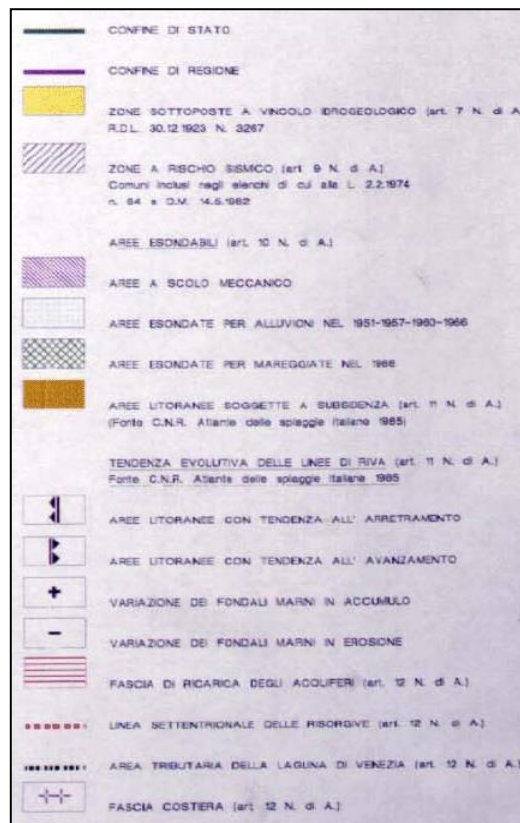 CONFINE DI STATO
CONFINE DI REGIONE
ZONE SOTTOPOSTE A VINCOLO IDROGEOLOGICO (art. 7 N. di A
R.D.L. 30.12.1923 N. 3267
ZONE A RISCHIO SISMICO (art. 9 N. di A.)
Comuni inclusi negli elenchi di cui alla L. 2.2.1974
n. 64 e D.M. 14.5.1982
AREE ESONDABILI (art. 10 N. di A.)
AREE A SCOLO MECCANICO
AREE ESONDATE PER ALLUVIONI NEL 1951-1957-1960-1966
AREE ESONDATE PER MAREGGIATE NEL 1966
AREE LITORANEE SOGGETTE A SUBSIDENZA (art. 11 N. di A.)
(Fonte C.N.R. Atlante delle spiagge Italiane 1985)
TENDENZA EVOLUTIVA DELLE LINEE DI RIVA (art. 11 N. di A.)
Fonte C.N.R. Atlante delle spiagge Italiane 1985
AREE LITORANEE CON TENDENZA ALL' ARRETRAMENTO
AREE LITORANEE CON TENDENZA ALL' AVANZAMENTO
+ VARIAZIONE DEI FONDALI MARINI IN ACCUMULO
− VARIAZIONE DEI FONDALI MARINI IN EROSIONE
FASCIA DI RICARICA DEGLI ACQUIFERI (art. 12 N. di A.)
LINEA SETTENTRIONALE DELLE RISORGIVE (art. 12 N. di A.)
AREA TRIBUTARIA DELLA LAGUNA DI VENEZIA (art. 12 N. di A.)
FASCIA COSTERA (art. 12 N. di A.)